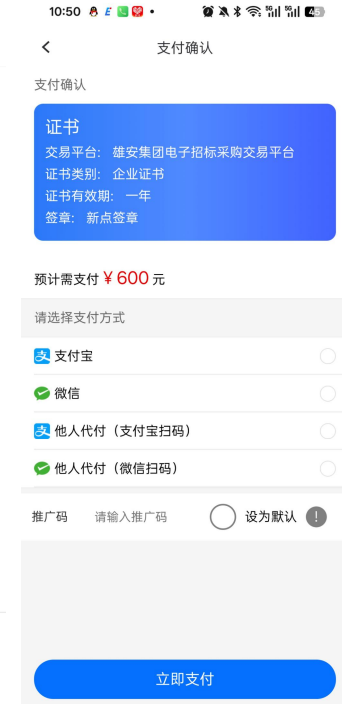 10:50
45
支付确认
支付确认
证书
交易平台： 雄安集团电子招标采购交易平台
证书类别： 企业证书
证书有效期： 一年
签章： 新点签章
预计需支付 ¥ 600 元
请选择支付方式
支付宝
微信
他人代付（支付宝扫码）
他人代付（微信扫码）
推广码 请输入推广码 设为默认 !
立即支付